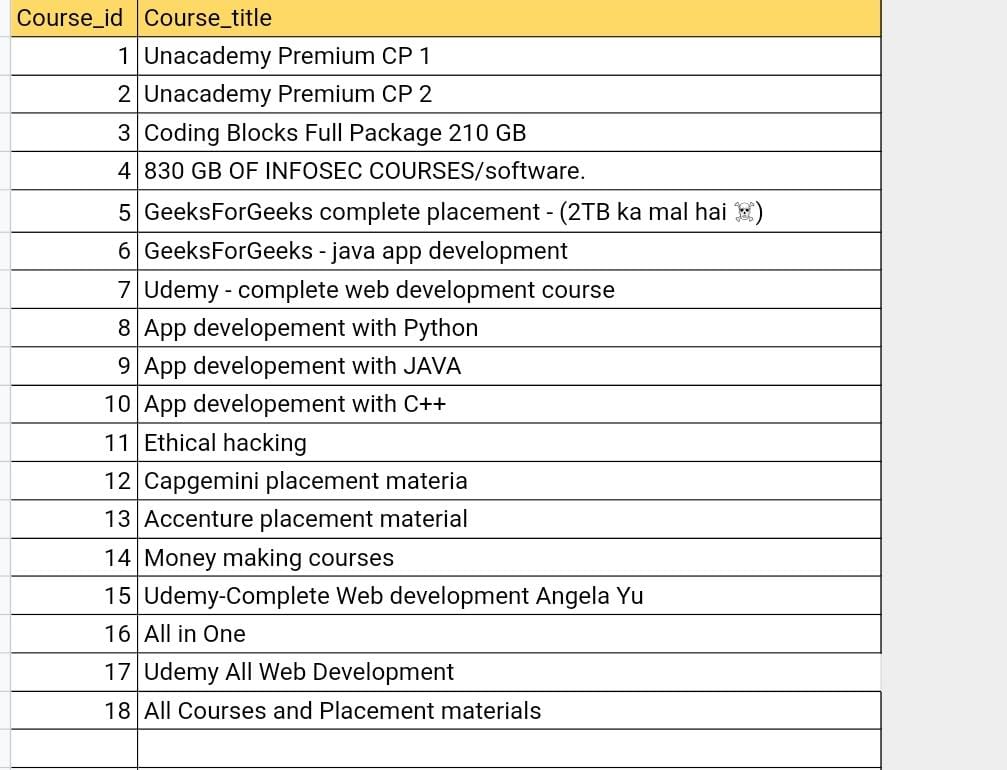 Course_id Course_title
1 Unacademy Premium CP 1
2 Unacademy Premium CP 2
3 Coding Blocks Full Package 210 GB
4 830 GB OF INFOSEC COURSES/software.
5 GeeksForGeeks complete placement - (2TB ka mal hai ☠️)
6 GeeksForGeeks - java app development
7 Udemy - complete web development course
8 App developement with Python
9 App developement with JAVA
10 App developement with C++
11 Ethical hacking
12 Capgemini placement materia
13 Accenture placement material
14 Money making courses
15 Udemy-Complete Web development Angela Yu
16 All in One
17 Udemy All Web Development
18 All Courses and Placement materials